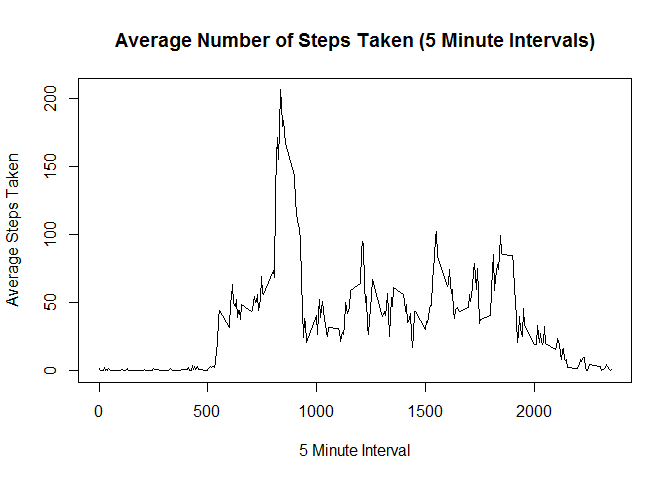 Average Number of Steps Taken (5 Minute Intervals)
Average Steps Taken
200
150
100
50
0
0 500 1000 1500 2000
5 Minute Interval